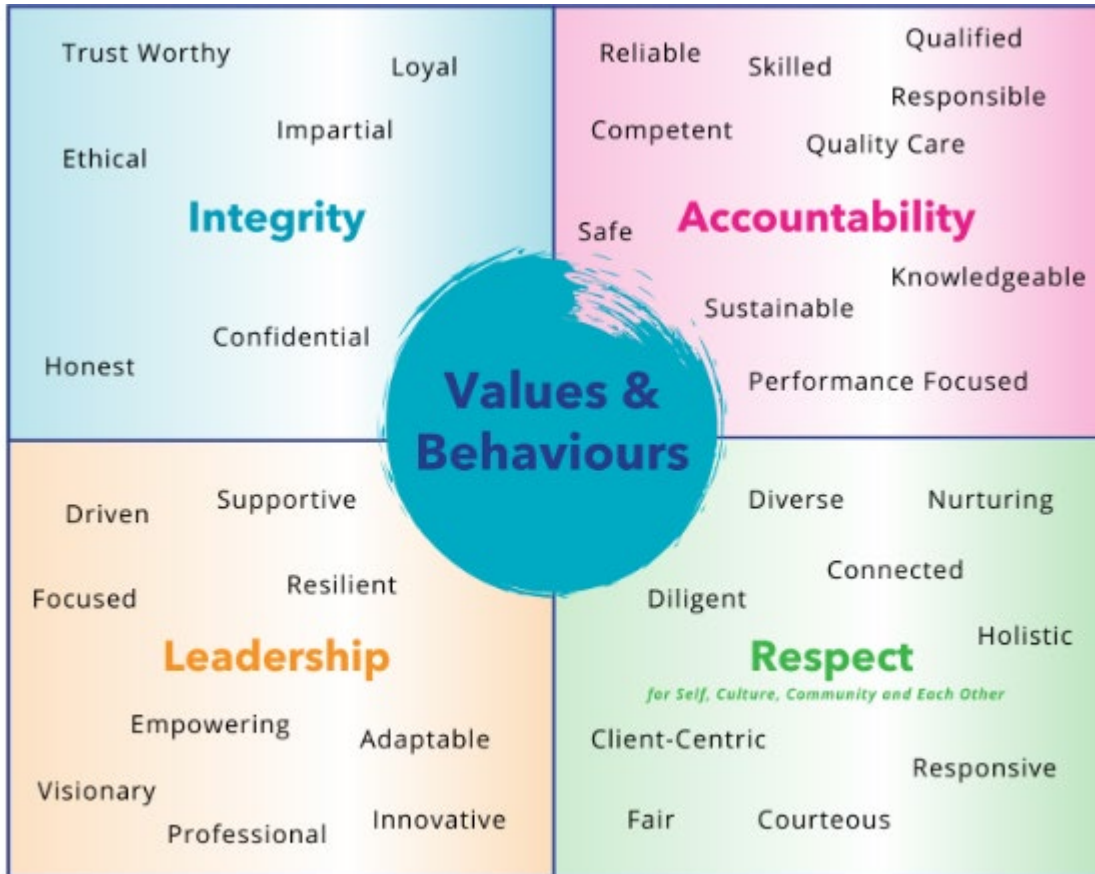 Trust Worthy
Loyal
Impartial
Ethical
Integrity
Confidential
Honest
Reliable
Skilled
Qualified
Responsible
Competent
Quality Care
Safe
Accountability
Knowledgeable
Sustainable
Performance Focused
Values &
Behaviours
Driven
Supportive
Focused
Resilient
Leadership
Empowering
Adaptable
Visionary
Professional
Innovative
Diverse
Nurturing
Connected
Diligent
Holistic
Respect
for Self, Culture, Community and Each Other
Client-Centric
Responsive
Fair
Courteous